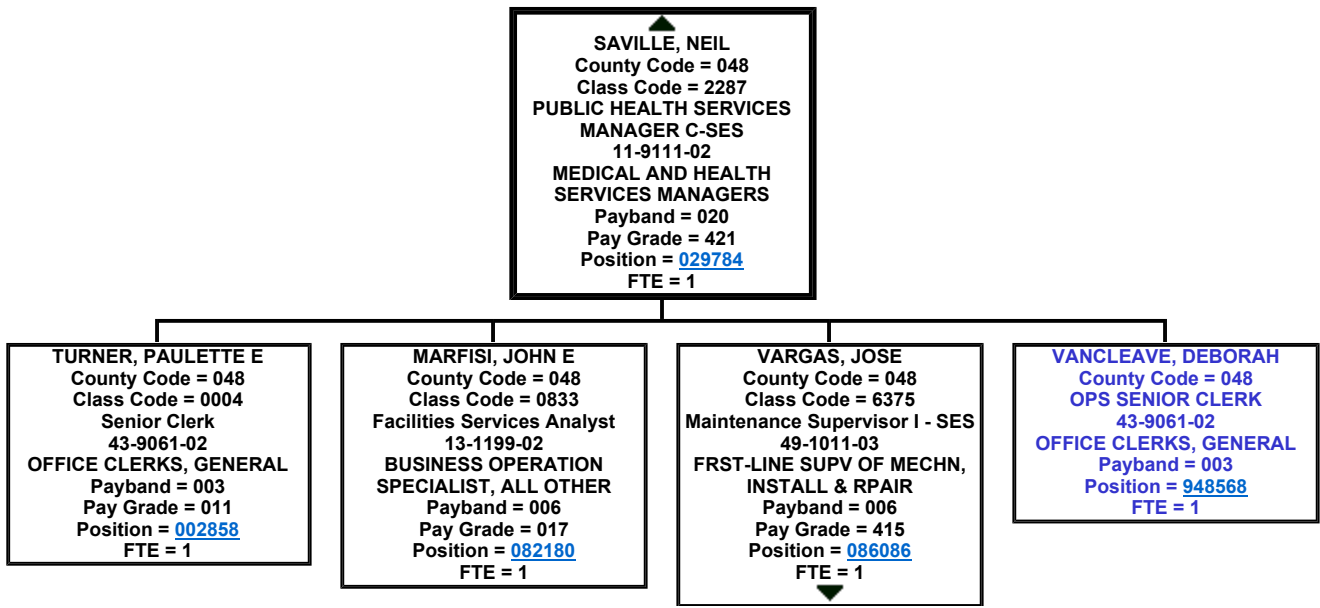 SAVILLE, NEIL
County Code = 048
Class Code = 2287
PUBLIC HEALTH SERVICES
MANAGER C-SES
11-9111-02
MEDICAL AND HEALTH
SERVICES MANAGERS
Payband = 020
Pay Grade = 421
Position = 029784
FTE = 1
TURNER, PAULETTE E
County Code = 048
Class Code = 0004
Senior Clerk
43-9061-02
OFFICE CLERKS, GENERAL
Payband = 003
Pay Grade = 011
Position = 002858
FTE = 1
MARFISI, JOHN E
County Code = 048
Class Code = 0833
Facilities Services Analyst
13-1199-02
BUSINESS OPERATION
SPECIALIST, ALL OTHER
Payband = 006
Pay Grade = 017
Position = 082180
FTE = 1
VARGAS, JOSE
County Code = 048
Class Code = 6375
Maintenance Supervisor I - SES
49-1011-03
FRST-LINE SUPV OF MECHN,
INSTALL & RPAIR
Payband = 006
Pay Grade = 415
Position = 086086
FTE = 1
VANCLEAVE, DEBORAH
County Code = 048
OPS SENIOR CLERK
43-9061-02
OFFICE CLERKS, GENERAL
Payband = 003
Position = 948568
FTE = 1